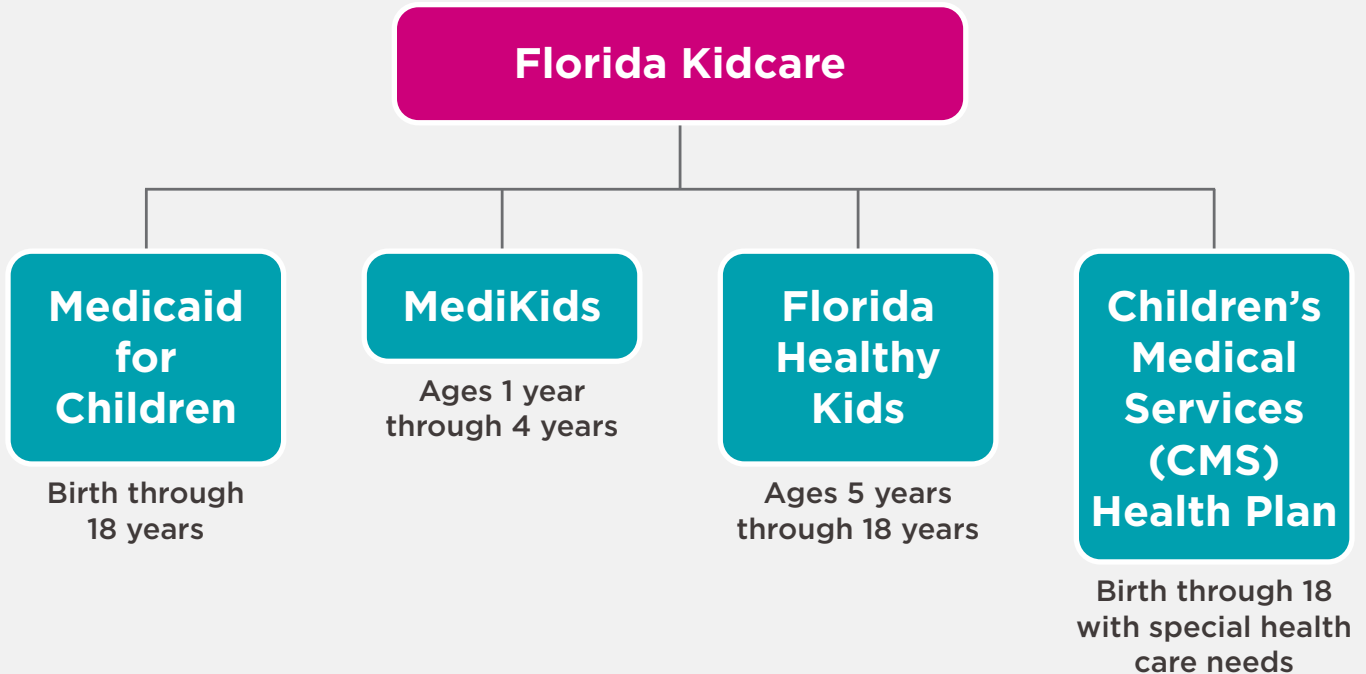 Florida Kidcare
Medicaid
for
Children
Birth through
18 years
MediKids
Ages 1 year
through 4 years
Florida
Healthy
Kids
Ages 5 years
through 18 years
Children’s
Medical
Services
(CMS)
Health Plan
Birth through 18
with special health
care needs